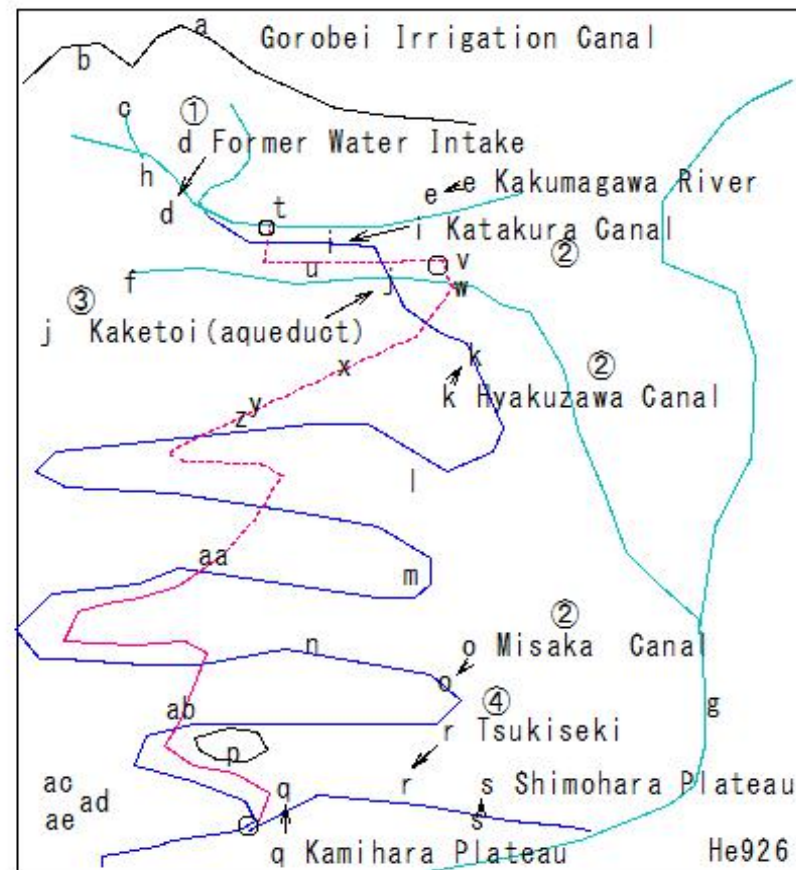 a
Gorobei Irrigation Canal
b
c
①
d Former Water Intake
h
e
e Kakumagawa River
d
t
i
i Katakura Canal
②
u
v
f
j
w
③
j Kaketoi(aqueduct)
k
②
x
k Hyakuzawa Canal
y
z
l
aa
m
②
n
o Misaka Canal
o
④
ab
g
r Tsukiseki
p
ac
ad
q
r
s Shimohara Plateau
ae
s
q Kamihara Plateau
He926